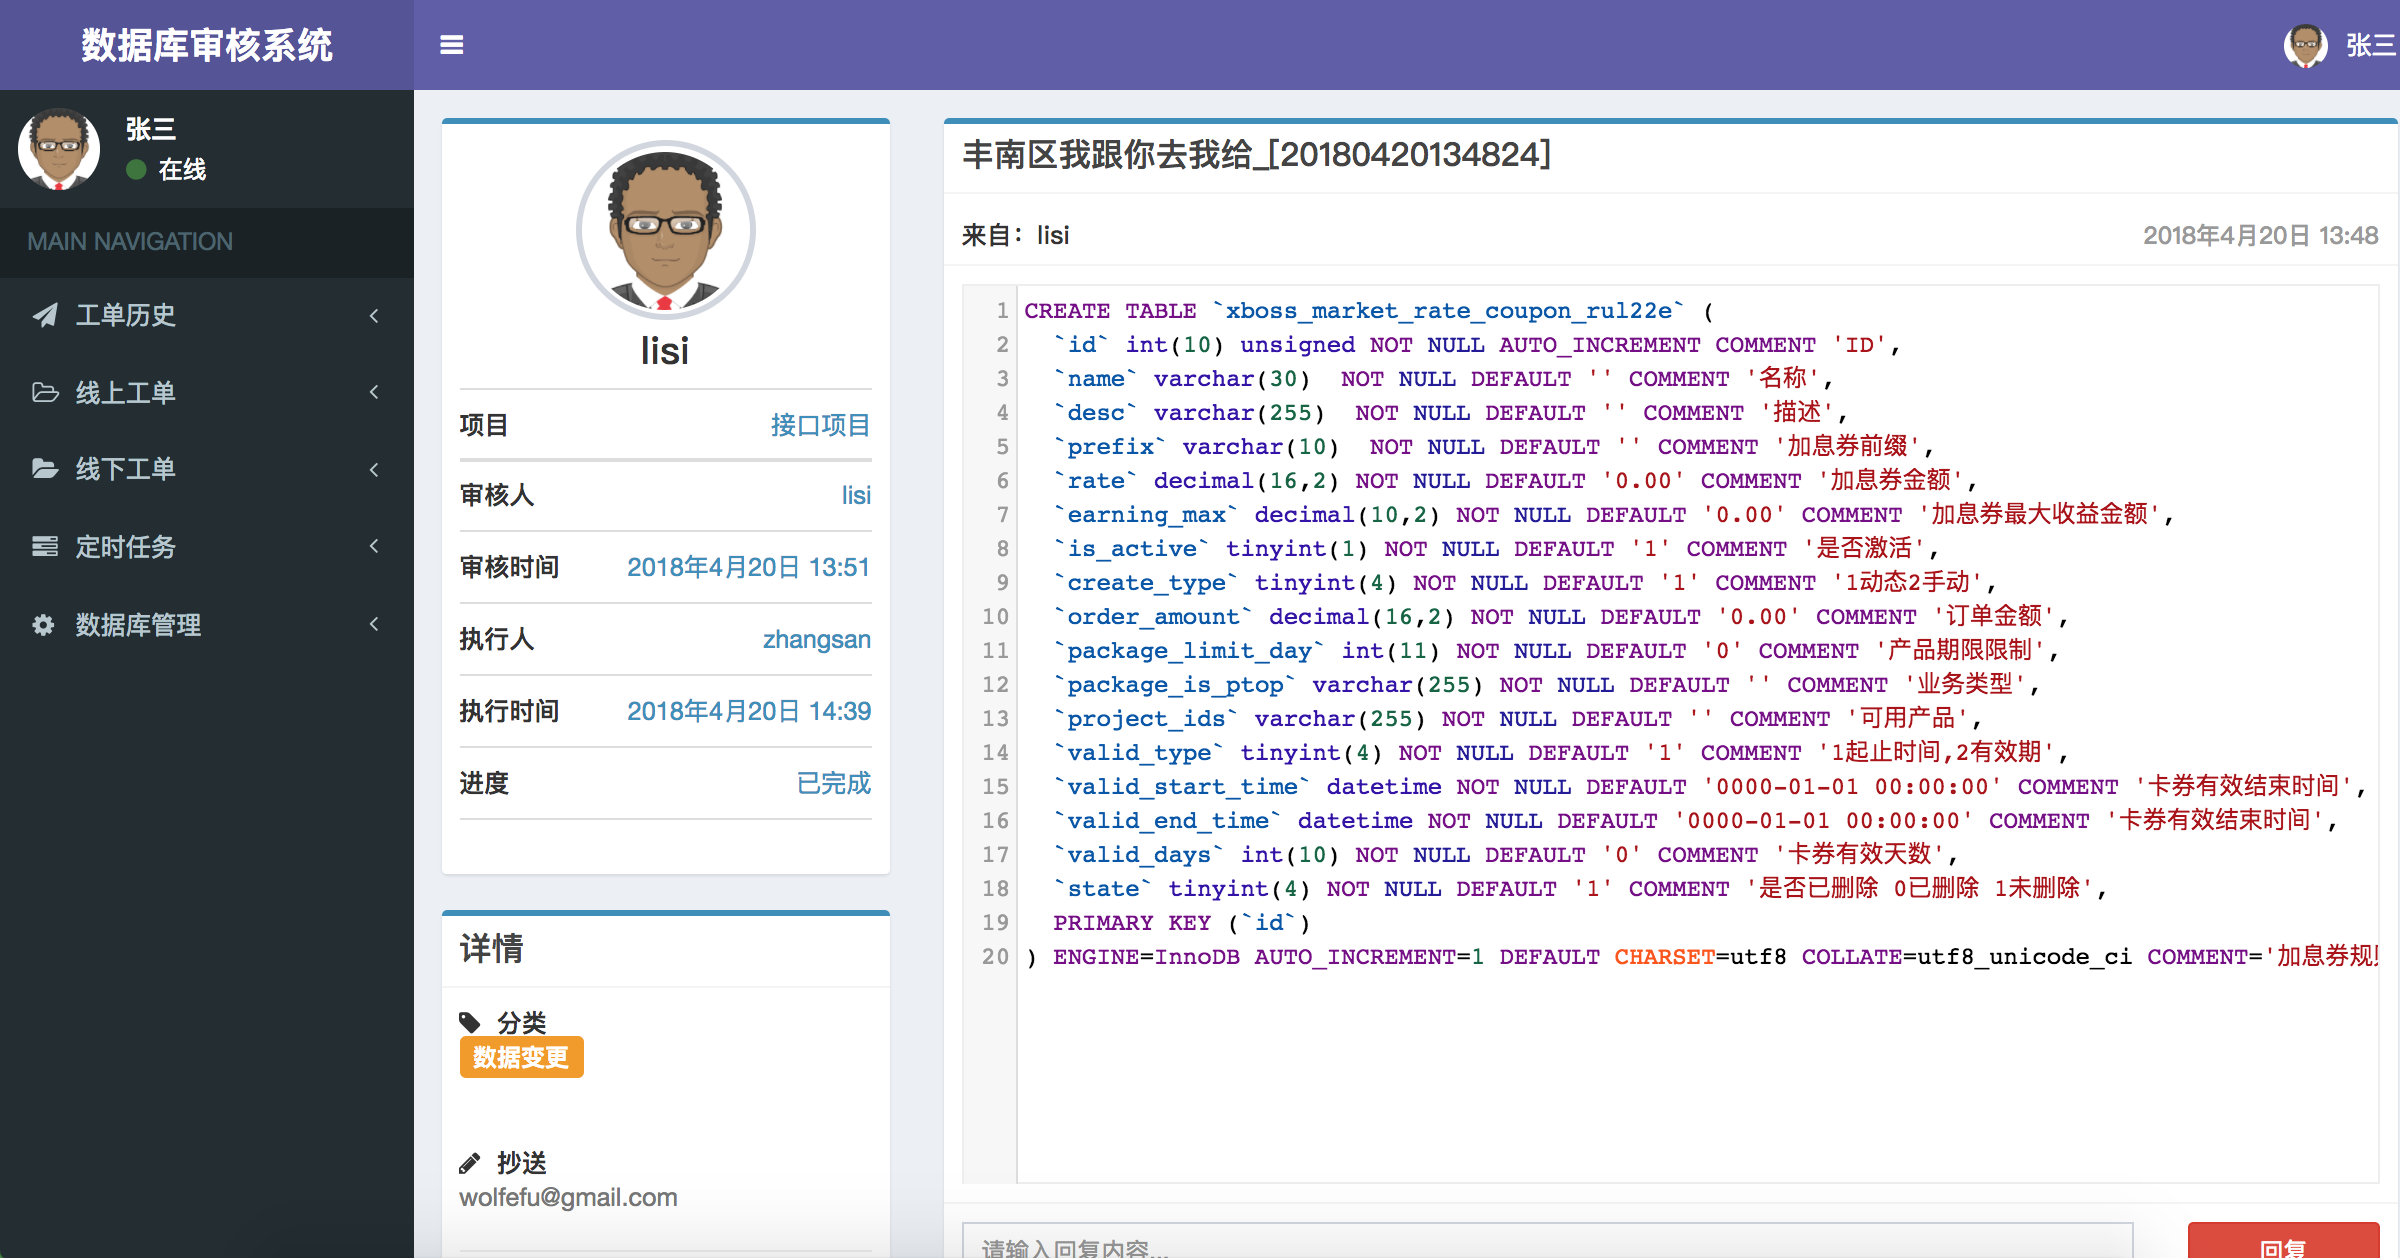 数据库审核系统
张三
张三
在线
MAIN NAVIGATION
工单历史
线上工单
线下工单
定时任务
数据库管理
lisi
项目 接口项目
审核人 lisi
审核时间 2018年4月20日 13:51
执行人 zhangsan
执行时间 2018年4月20日 14:39
进度 已完成
详情
分类
数据变更
抄送
wolfefu@gmail.com
丰南区我跟你去我给_[20180420134824]
来自：lisi 2018年4月20日 13:48
1 CREATE TABLE `xboss_market_rate_coupon_rul22e` (
2 `id` int(10) unsigned NOT NULL AUTO_INCREMENT COMMENT 'ID',
3 `name` varchar(30)  NOT NULL DEFAULT '' COMMENT '名称',
4 `desc` varchar(255)  NOT NULL DEFAULT '' COMMENT '描述',
5 `prefix` varchar(10)  NOT NULL DEFAULT '' COMMENT '加息券前缀',
6 `rate` decimal(16,2) NOT NULL DEFAULT '0.00' COMMENT '加息券金额',
7 `earning_max` decimal(10,2) NOT NULL DEFAULT '0.00' COMMENT '加息券最大收益金额',
8 `is_active` tinyint(1) NOT NULL DEFAULT '1' COMMENT '是否激活',
9 `create_type` tinyint(4) NOT NULL DEFAULT '1' COMMENT '1动态2手动',
10 `order_amount` decimal(16,2) NOT NULL DEFAULT '0.00' COMMENT '订单金额',
11 `package_limit_day` int(11) NOT NULL DEFAULT '0' COMMENT '产品期限限制',
12 `package_is_ptop` varchar(255) NOT NULL DEFAULT '' COMMENT '业务类型',
13 `project_ids` varchar(255) NOT NULL DEFAULT '' COMMENT '可用产品',
14 `valid_type` tinyint(4) NOT NULL DEFAULT '1' COMMENT '1起止时间,2有效期',
15 `valid_start_time` datetime NOT NULL DEFAULT '0000-01-01 00:00:00' COMMENT '卡券有效结束时间',
16 `valid_end_time` datetime NOT NULL DEFAULT '0000-01-01 00:00:00' COMMENT '卡券有效结束时间',
17 `valid_days` int(10) NOT NULL DEFAULT '0' COMMENT '卡券有效天数',
18 `state` tinyint(4) NOT NULL DEFAULT '1' COMMENT '是否已删除 0已删除 1未删除',
19 PRIMARY KEY (`id`)
20 ) ENGINE=InnoDB AUTO_INCREMENT=1 DEFAULT CHARSET=utf8 COLLATE=utf8_unicode_ci COMMENT='加息券规
请输入回复内容...
回复